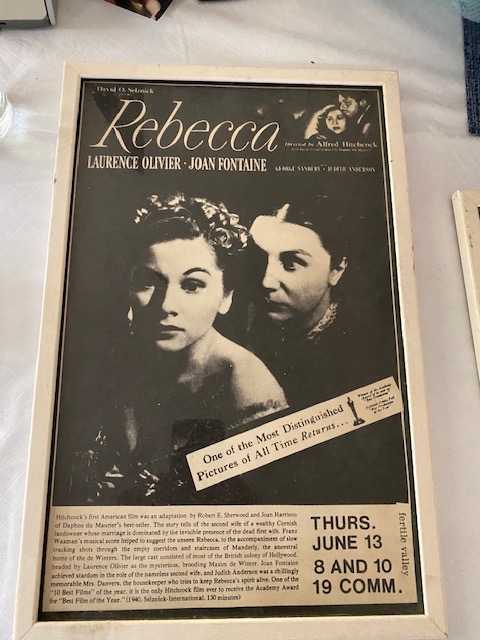 David O. Selznick
Rebecca
Directed by Alfred Hitchcock
LAURENCE OLIVIER · JOAN FONTAINE
GEORGE SANDERS · JUDITH ANDERSON
One of the Most Distinguished
Pictures of All Time Returns...
Winner of the Academy
Hitchcock's first American film was an adaptation by Robert E. Sherwood and Joan Harrison
of Daphne du Maurier's best-seller. The story tells of the second wife of a wealthy Cornish
landowner whose marriage is dominated by the invisible presence of the dead first wife. Franz
Waxman's musical score helped to suggest the unseen Rebecca, to the accompaniment of slow
tracking shots through the empty corridors and staircases of Manderly, the ancestral
home of the de Winters. The large cast consisted of most of the British colony of Hollywood,
headed by Laurence Olivier as the mysterious, brooding Maxim de Winter. Joan Fontaine
achieved stardom in the role of the nameless second wife, and Judith Anderson was a chillingly
memorable Mrs. Danvers, the housekeeper who tries to keep Rebecca's spirit alive. One of the
"10 Best Films" of the year, it is the only Hitchcock film ever to receive the Academy Award
for "Best Film of the Year." (1940, Selznick-International, 130 minutes)
THURS.
JUNE 13
8 AND 10
19 COMM.
fertile valley